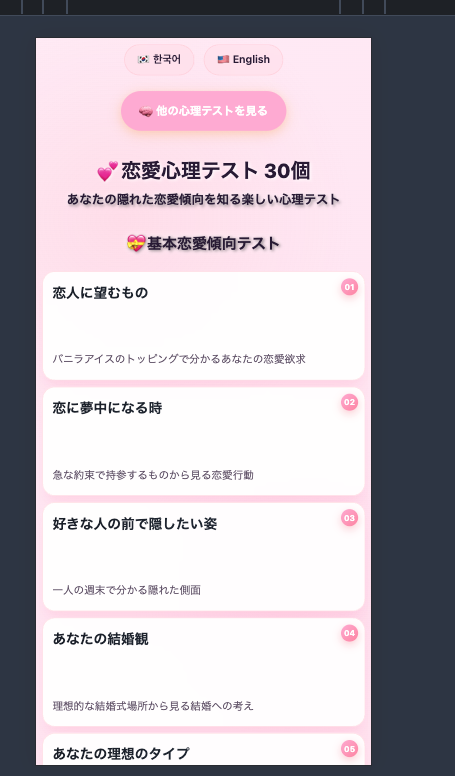 한국어
English
他の心理テストを見る
恋愛心理テスト 30個
あなたの隠れた恋愛傾向を知る楽しい心理テスト
基本恋愛傾向テスト
恋人に望むもの
01
バニラアイスのトッピングで分かるあなたの恋愛欲求
恋に夢中になる時
02
急な約束で持参するものから見る恋愛行動
好きな人の前で隠したい姿
03
一人の週末で分かる隠れた側面
あなたの結婚観
04
理想的な結婚式場所から見る結婚への考え
あなたの理想のタイプ
05